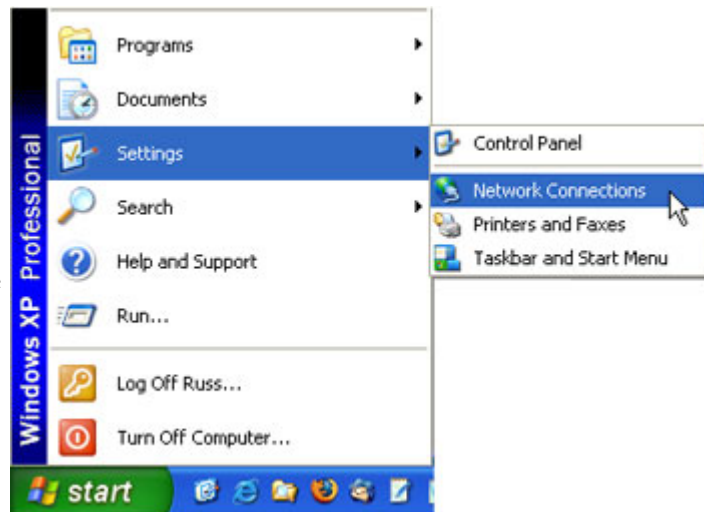 Programs
Documents
Settings
Search
Help and Support
Run...
Log Off Russ...
Turn Off Computer...
Control Panel
Network Connections
Printers and Faxes
Taskbar and Start Menu
Windows XP Professional
start